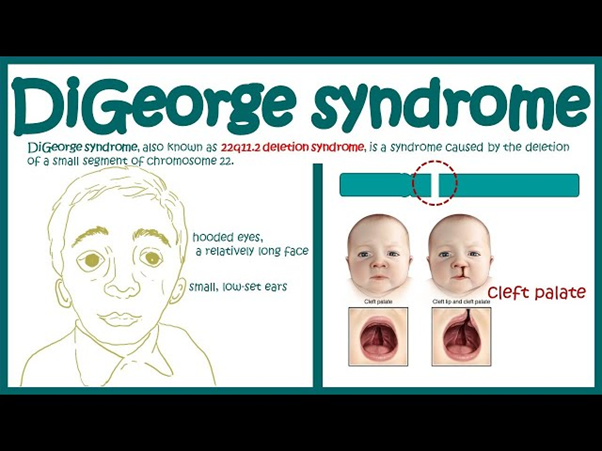 DiGeorge syndrome
DiGeorge syndrome, also known as 22q11.2 deletion syndrome, is a syndrome caused by the deletion
of a small segment of chromosome 22.
hooded eyes,
a relatively long face
small, low-set ears
Cleft palate
Cleft lip and cleft palate
Cleft palate